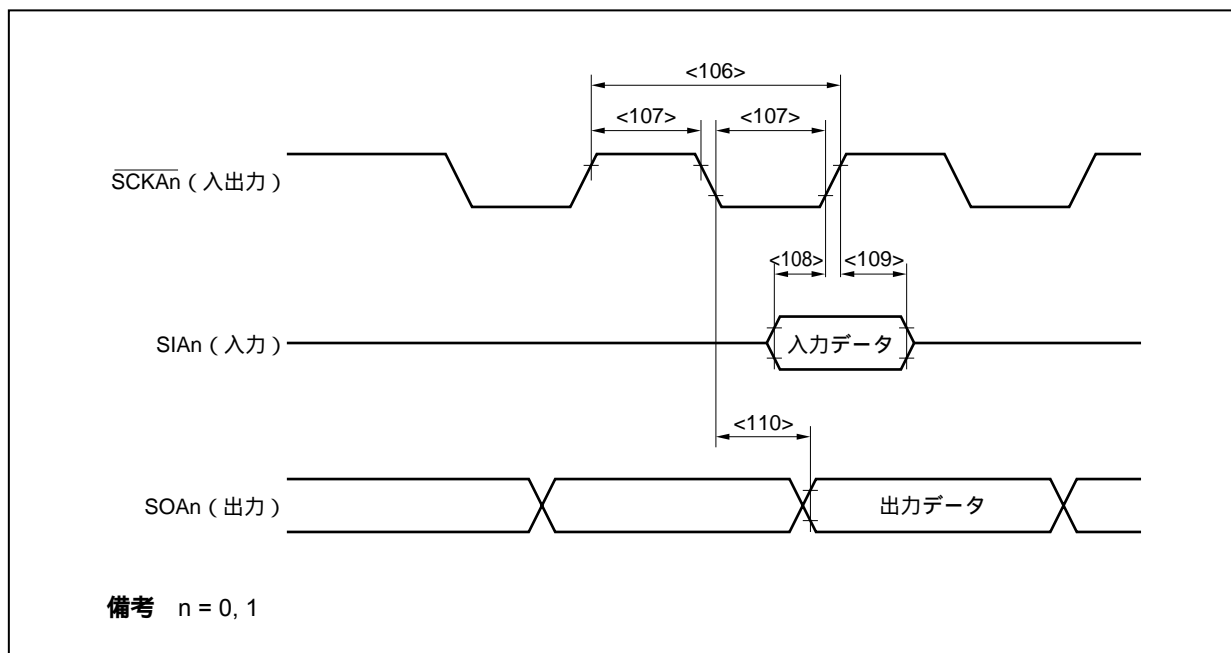 <106>
<107> <107>
SCKAn（入出力）
<108> <109>
SIAn（入力） 入力データ
<110>
SOAn（出力） 出力データ
備考 n = 0, 1